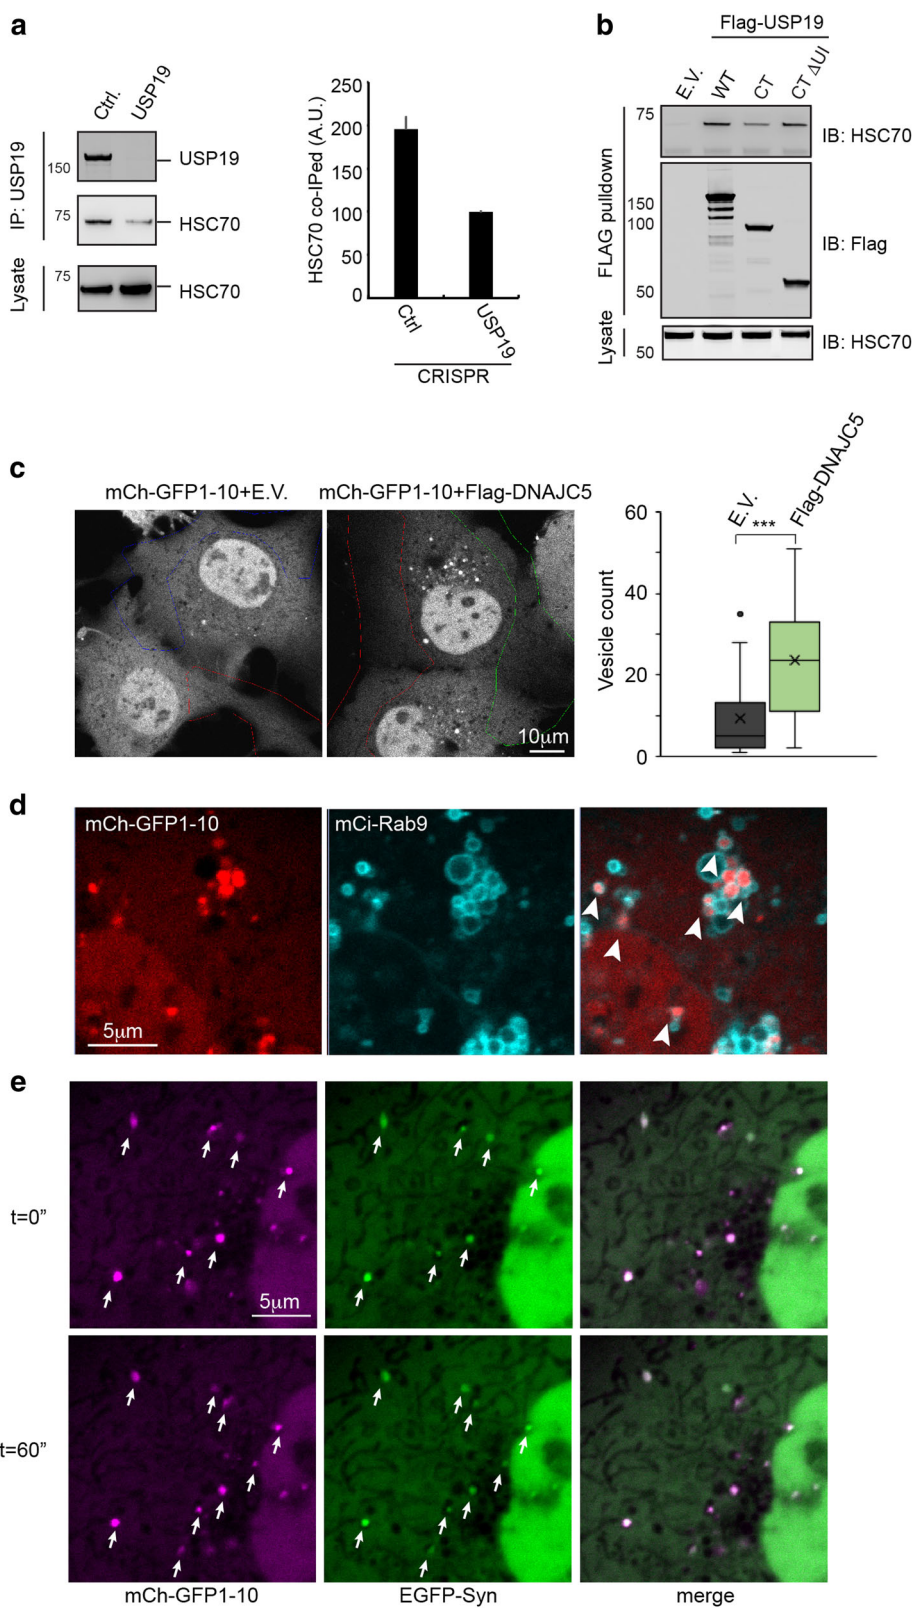 a
Ctrl.
USP19
IP: USP19
150
USP19
75
HSC70
Lysate
75
HSC70
HSC70 co-IPed (A.U.)
250
200
150
100
50
0
Ctrl
USP19
CRISPR
b
Flag-USP19
E.V.
WT
CT
CT ΔUI
FLAG pulldown
75
IB: HSC70
150
100
50
IB: Flag
Lysate
50
IB: HSC70
c
mCh-GFP1-10+E.V.
mCh-GFP1-10+Flag-DNAJC5
10μm
Vesicle count
60
40
20
0
E.V.
***
Flag-DNAJC5
d
mCh-GFP1-10
mCi-Rab9
5μm
e
t=0”
5μm
t=60”
mCh-GFP1-10
EGFP-Syn
merge